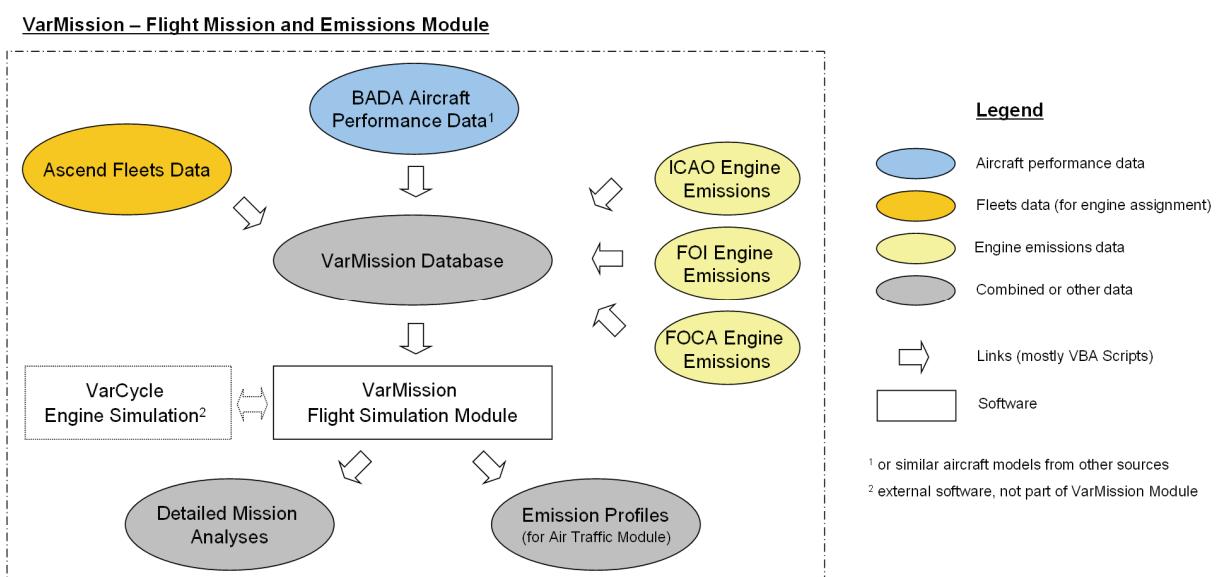 VarMission – Flight Mission and Emissions Module
BADA Aircraft
Performance Data¹
Ascend Fleets Data
ICAO Engine
Emissions
VarMission Database
FOI Engine
Emissions
FOCA Engine
Emissions
VarCycle
Engine Simulation²
VarMission
Flight Simulation Module
Detailed Mission
Analyses
Emission Profiles
(for Air Traffic Module)
Legend
Aircraft performance data
Fleets data (for engine assignment)
Engine emissions data
Combined or other data
Links (mostly VBA Scripts)
Software
¹ or similar aircraft models from other sources
² external software, not part of VarMission Module